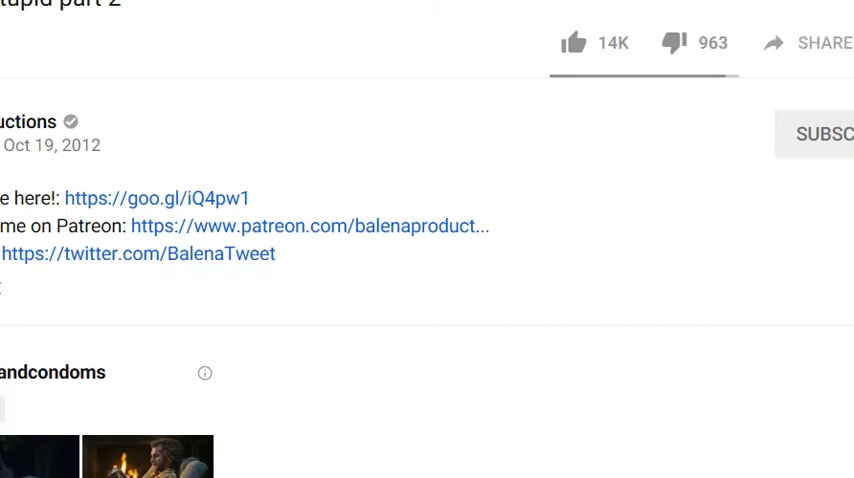 tupid part 2
14K 963 SHARE
uctions
Oct 19, 2012 SUBSC
e here!: https://goo.gl/iQ4pw1
me on Patreon: https://www.patreon.com/balenaproduct...
https://twitter.com/BalenaTweet
andcondoms